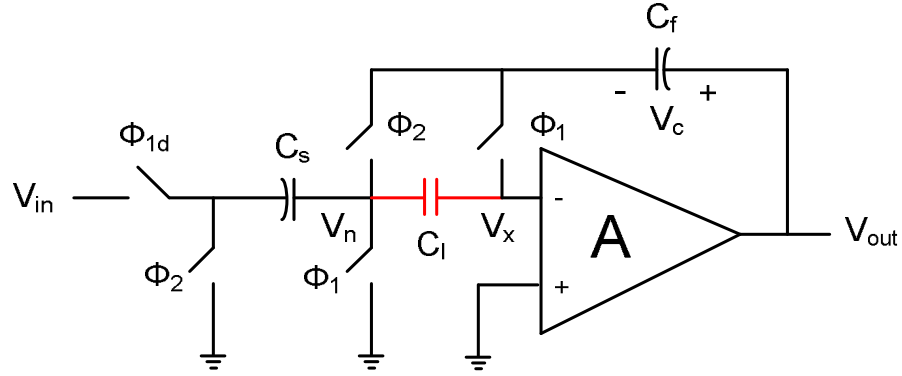 C_f
- +
V_c
Φ_2
Φ_1
Φ_1d
C_s
V_in
V_n
C_I
V_x
-
A
+
V_out
Φ_2
Φ_1